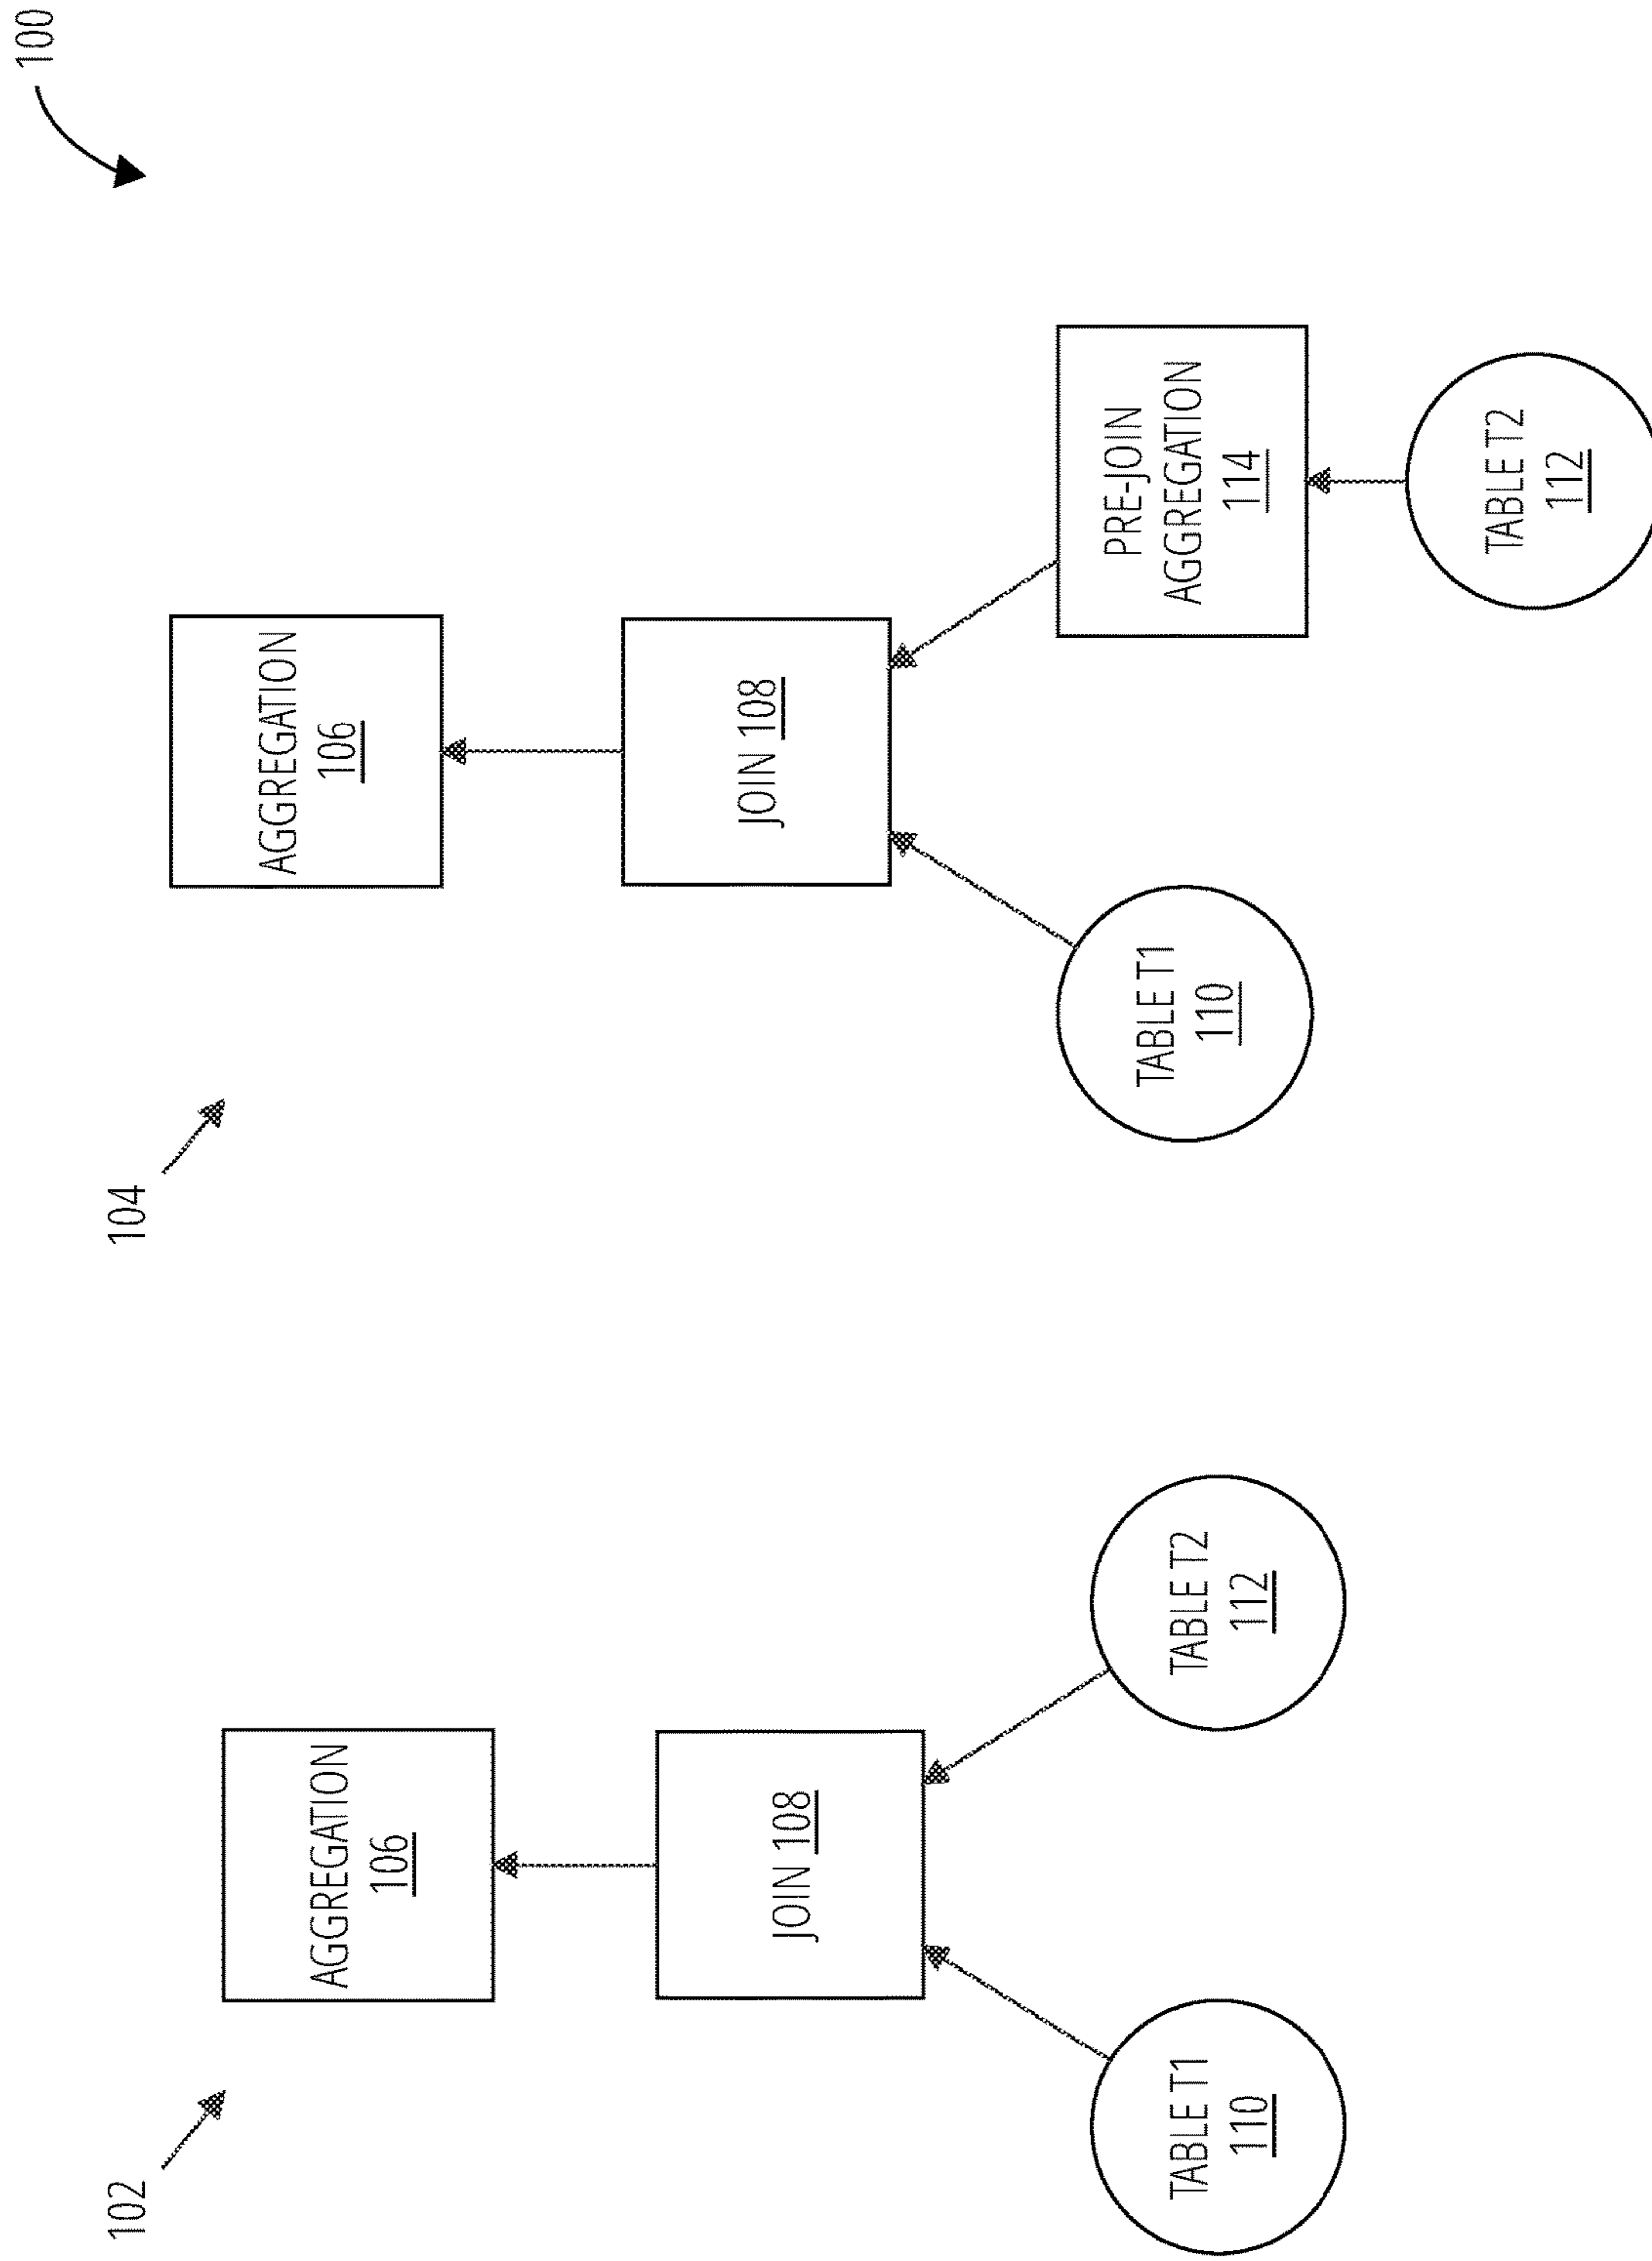 100
102
AGGREGATION
106
JOIN 108
TABLE T1
110
TABLE T2
112
104
AGGREGATION
106
JOIN 108
TABLE T1
110
PRE-JOIN
AGGREGATION
114
TABLE T2
112